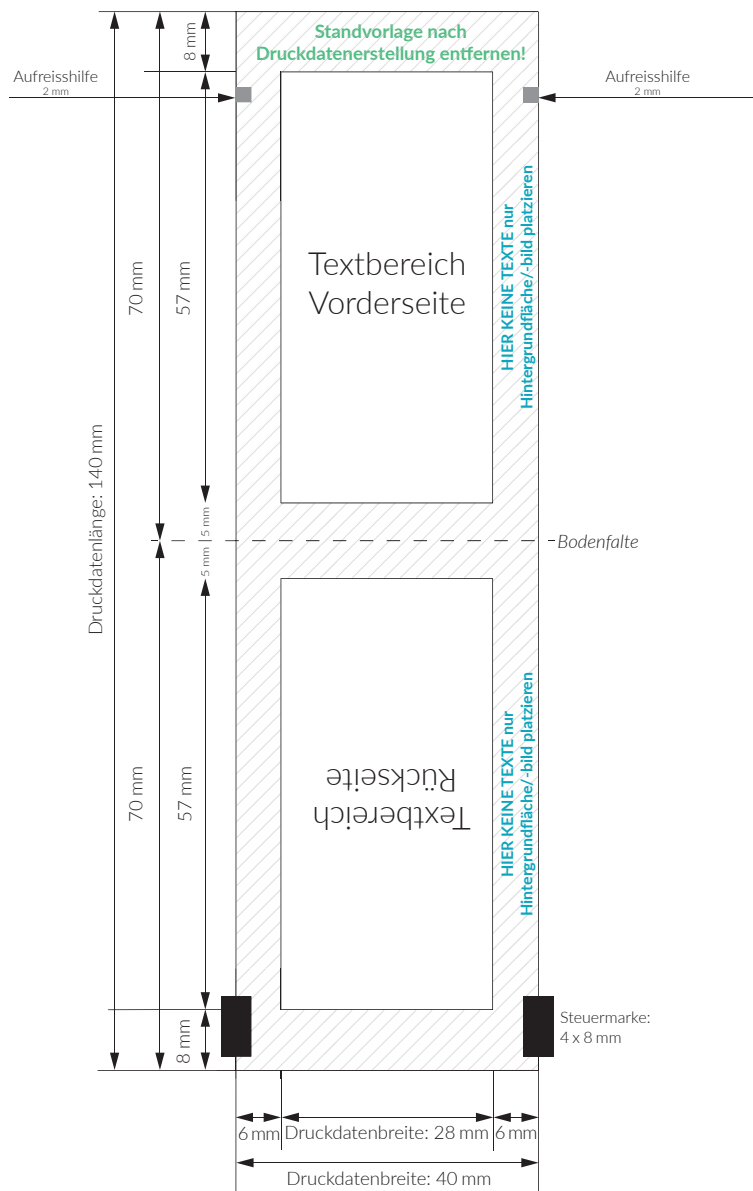 Standvorlage nach
Druckdatenerstellung entfernen!
8 mm
Aufreisshilfe
2 mm
Aufreisshilfe
2 mm
HIER KEINE TEXTE nur
Hintergrundfläche/-bild platzieren
Textbereich
Vorderseite
70 mm
57 mm
Druckdatenlänge: 140 mm
5 mm
5 mm
Bodenfalte
HIER KEINE TEXTE nur
Hintergrundfläche/-bild platzieren
Textbereich
Rückseite
70 mm
57 mm
8 mm
Steuermarke:
4 x 8 mm
6 mm
Druckdatenbreite: 28 mm
6 mm
Druckdatenbreite: 40 mm